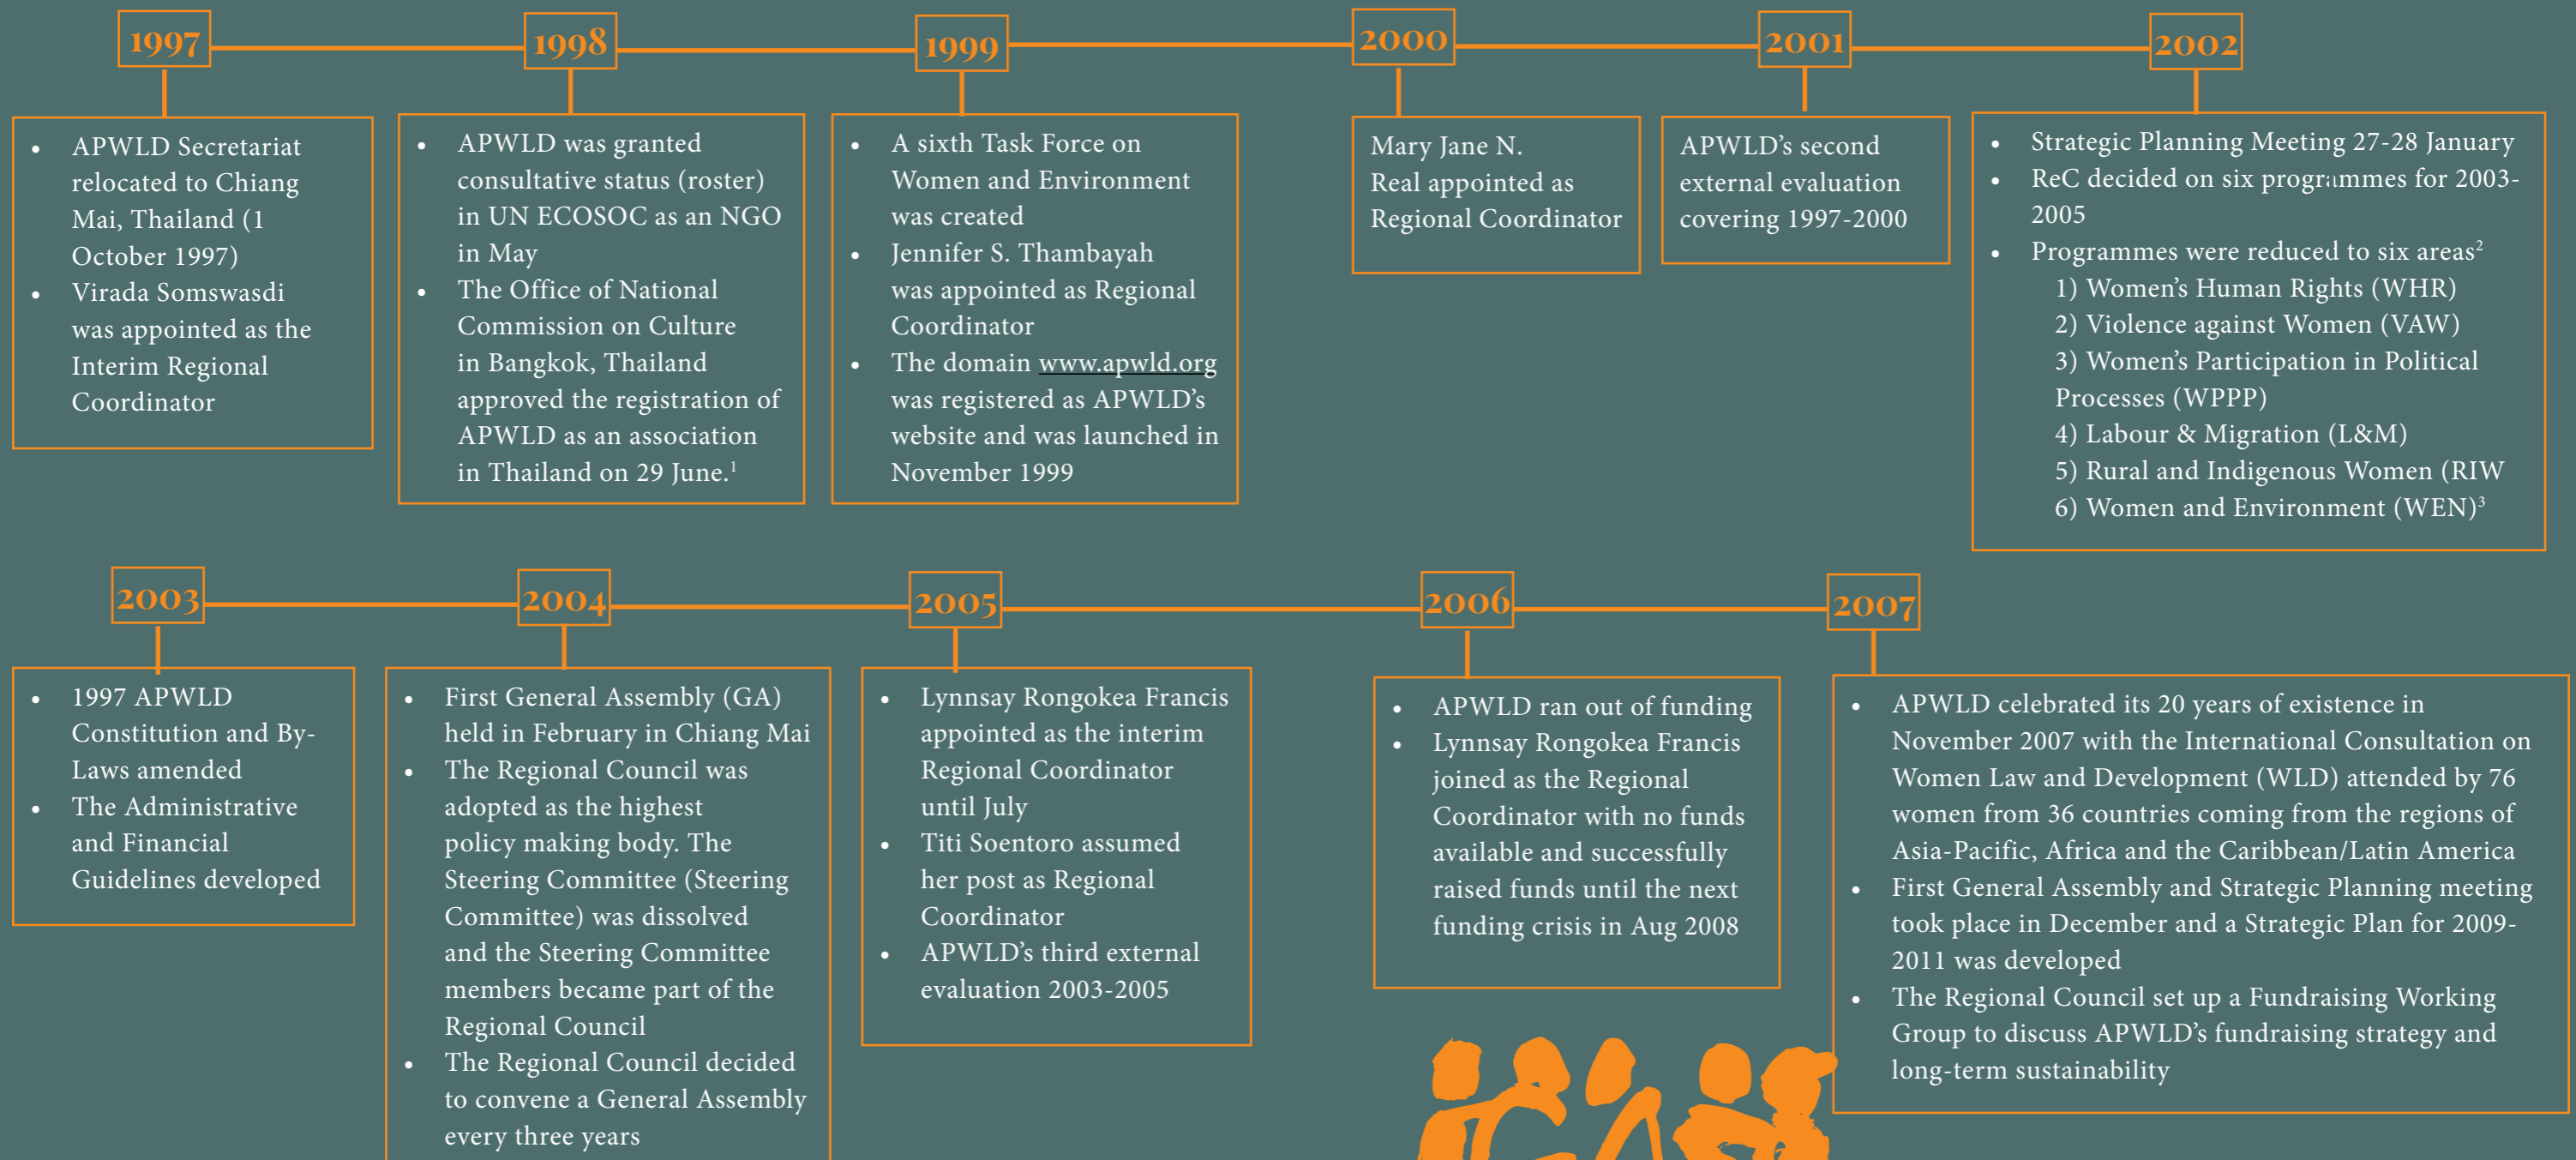 1997
• APWLD Secretariat
relocated to Chiang
Mai, Thailand (1
October 1997)
• Virada Somswasdi
was appointed as the
Interim Regional
Coordinator
1998
• APWLD was granted
consultative status (roster)
in UN ECOSOC as an NGO
in May
• The Office of National
Commission on Culture
in Bangkok, Thailand
approved the registration of
APWLD as an association
in Thailand on 29 June.1
1999
• A sixth Task Force on
Women and Environment
was created
• Jennifer S. Thambayah
was appointed as Regional
Coordinator
• The domain www.apwld.org
was registered as APWLD’s
website and was launched in
November 1999
2000
Mary Jane N.
Real appointed as
Regional Coordinator
2001
APWLD’s second
external evaluation
covering 1997-2000
2002
• Strategic Planning Meeting 27-28 January
• ReC decided on six programmes for 2003-
2005
• Programmes were reduced to six areas2
1) Women’s Human Rights (WHR)
2) Violence against Women (VAW)
3) Women’s Participation in Political
Processes (WPPP)
4) Labour & Migration (L&M)
5) Rural and Indigenous Women (RIW
6) Women and Environment (WEN)3
2003
• 1997 APWLD
Constitution and By-
Laws amended
• The Administrative
and Financial
Guidelines developed
2004
• First General Assembly (GA)
held in February in Chiang Mai
• The Regional Council was
adopted as the highest
policy making body. The
Steering Committee (Steering
Committee) was dissolved
and the Steering Committee
members became part of the
Regional Council
• The Regional Council decided
to convene a General Assembly
every three years
2005
• Lynnsay Rongokea Francis
appointed as the interim
Regional Coordinator
until July
• Titi Soentoro assumed
her post as Regional
Coordinator
• APWLD’s third external
evaluation 2003-2005
2006
• APWLD ran out of funding
• Lynnsay Rongokea Francis
joined as the Regional
Coordinator with no funds
available and successfully
raised funds until the next
funding crisis in Aug 2008
2007
• APWLD celebrated its 20 years of existence in
November 2007 with the International Consultation on
Women Law and Development (WLD) attended by 76
women from 36 countries coming from the regions of
Asia-Pacific, Africa and the Caribbean/Latin America
• First General Assembly and Strategic Planning meeting
took place in December and a Strategic Plan for 2009-
2011 was developed
• The Regional Council set up a Fundraising Working
Group to discuss APWLD’s fundraising strategy and
long-term sustainability